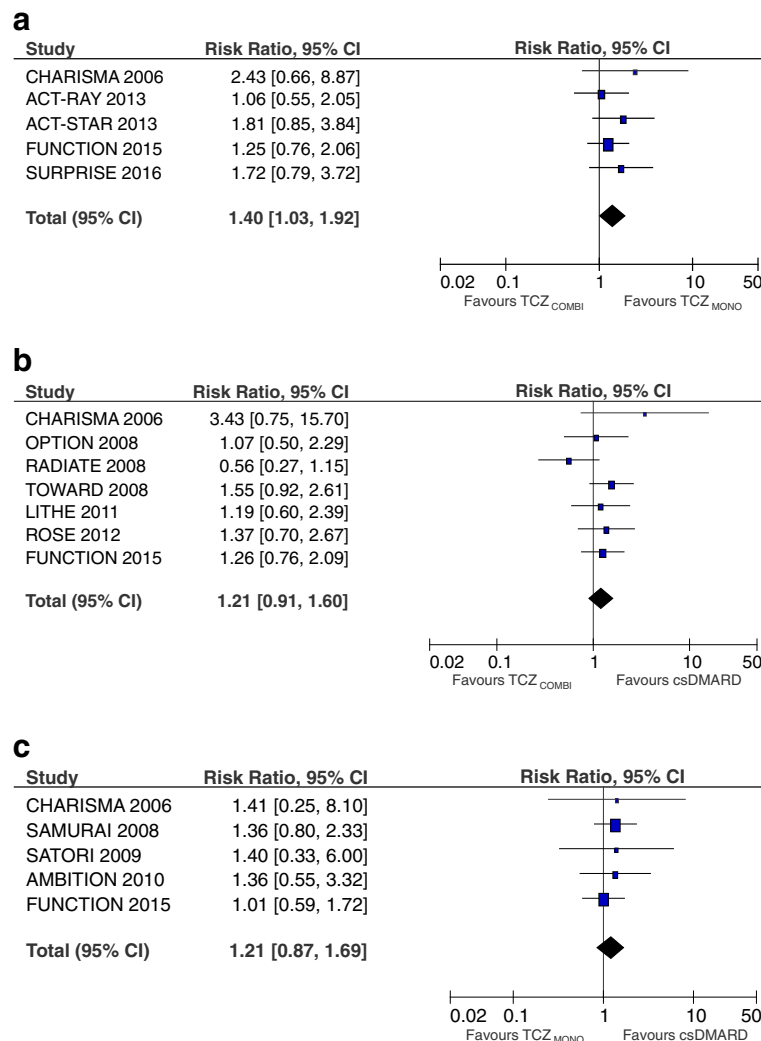 a
Study Risk Ratio, 95% CI Risk Ratio, 95% CI
CHARISMA 2006 2.43 [0.66, 8.87]
ACT-RAY 2013 1.06 [0.55, 2.05]
ACT-STAR 2013 1.81 [0.85, 3.84]
FUNCTION 2015 1.25 [0.76, 2.06]
SURPRISE 2016 1.72 [0.79, 3.72]
Total (95% CI) 1.40 [1.03, 1.92]
0.02 0.1 1 10 50
Favours TCZ COMBI Favours TCZ MONO
b
Study Risk Ratio, 95% CI Risk Ratio, 95% CI
CHARISMA 2006 3.43 [0.75, 15.70]
OPTION 2008 1.07 [0.50, 2.29]
RADIATE 2008 0.56 [0.27, 1.15]
TOWARD 2008 1.55 [0.92, 2.61]
LITHE 2011 1.19 [0.60, 2.39]
ROSE 2012 1.37 [0.70, 2.67]
FUNCTION 2015 1.26 [0.76, 2.09]
Total (95% CI) 1.21 [0.91, 1.60]
0.02 0.1 1 10 50
Favours TCZ COMBI Favours csDMARD
c
Study Risk Ratio, 95% CI Risk Ratio, 95% CI
CHARISMA 2006 1.41 [0.25, 8.10]
SAMURAI 2008 1.36 [0.80, 2.33]
SATORI 2009 1.40 [0.33, 6.00]
AMBITION 2010 1.36 [0.55, 3.32]
FUNCTION 2015 1.01 [0.59, 1.72]
Total (95% CI) 1.21 [0.87, 1.69]
0.02 0.1 1 10 50
Favours TCZ MONO Favours csDMARD